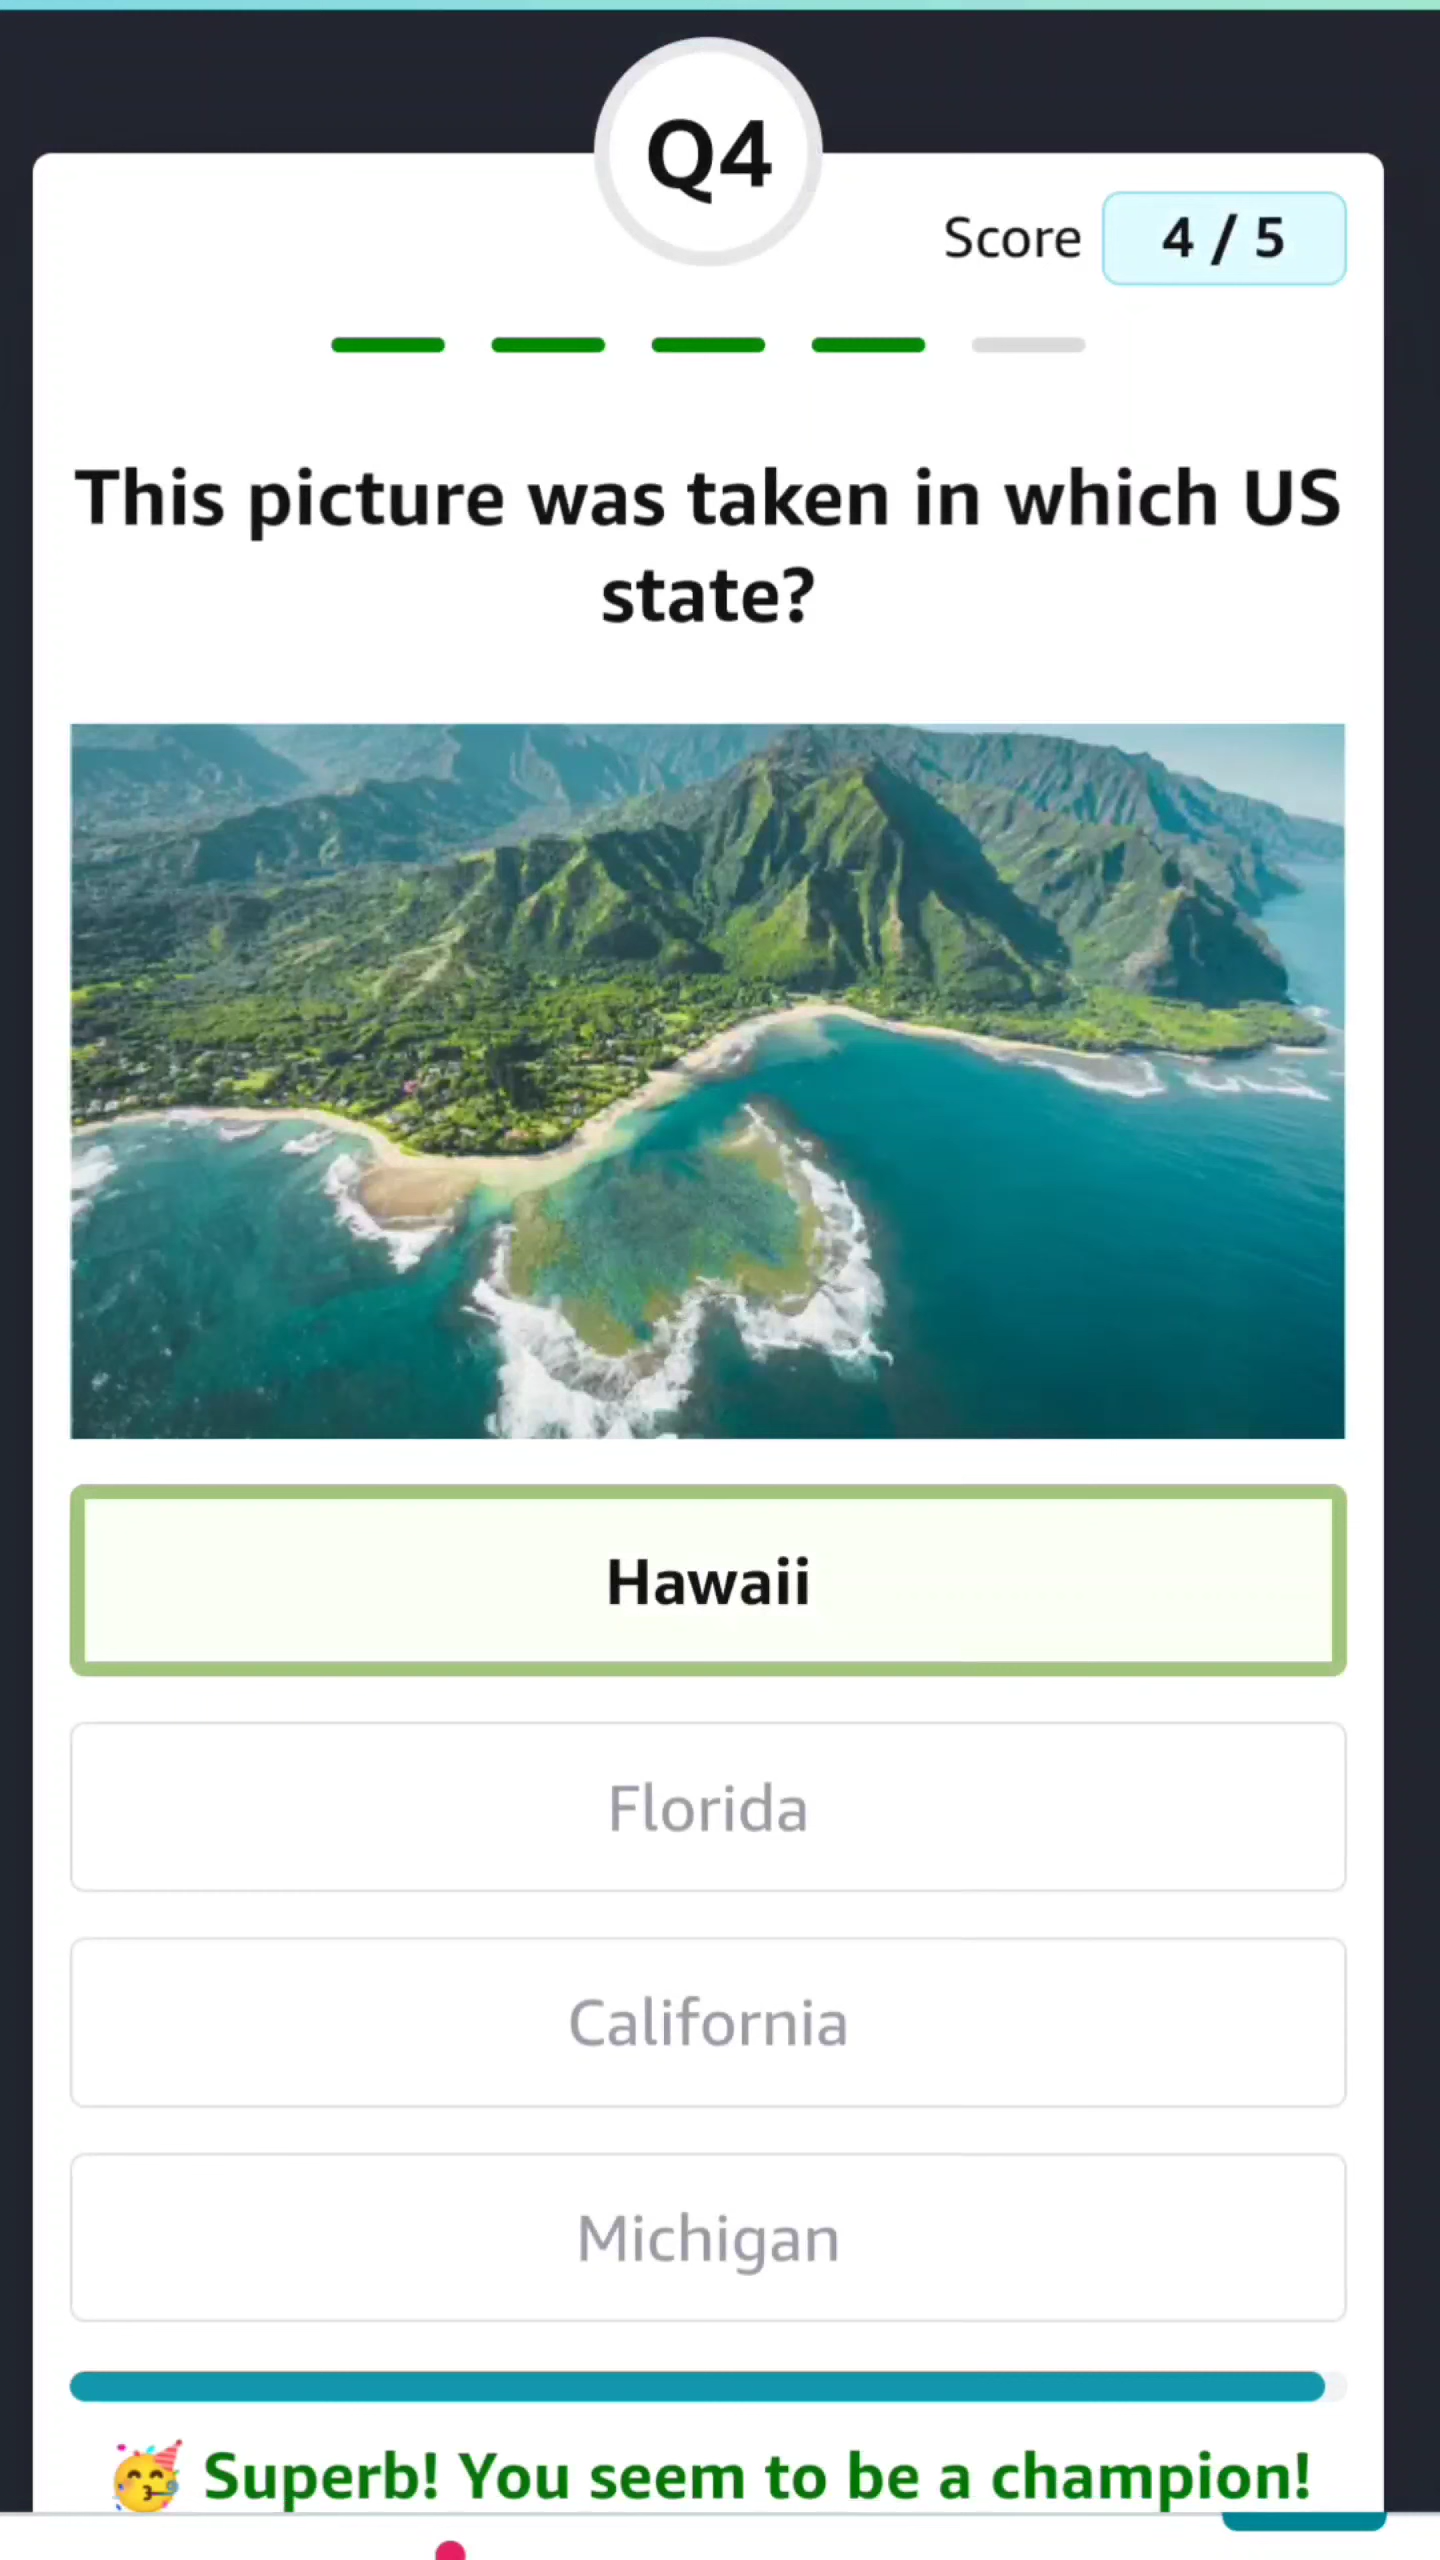 Q4
Score 4 / 5
This picture was taken in which US
state?
Hawaii
Florida
California
Michigan
🥳 Superb! You seem to be a champion!